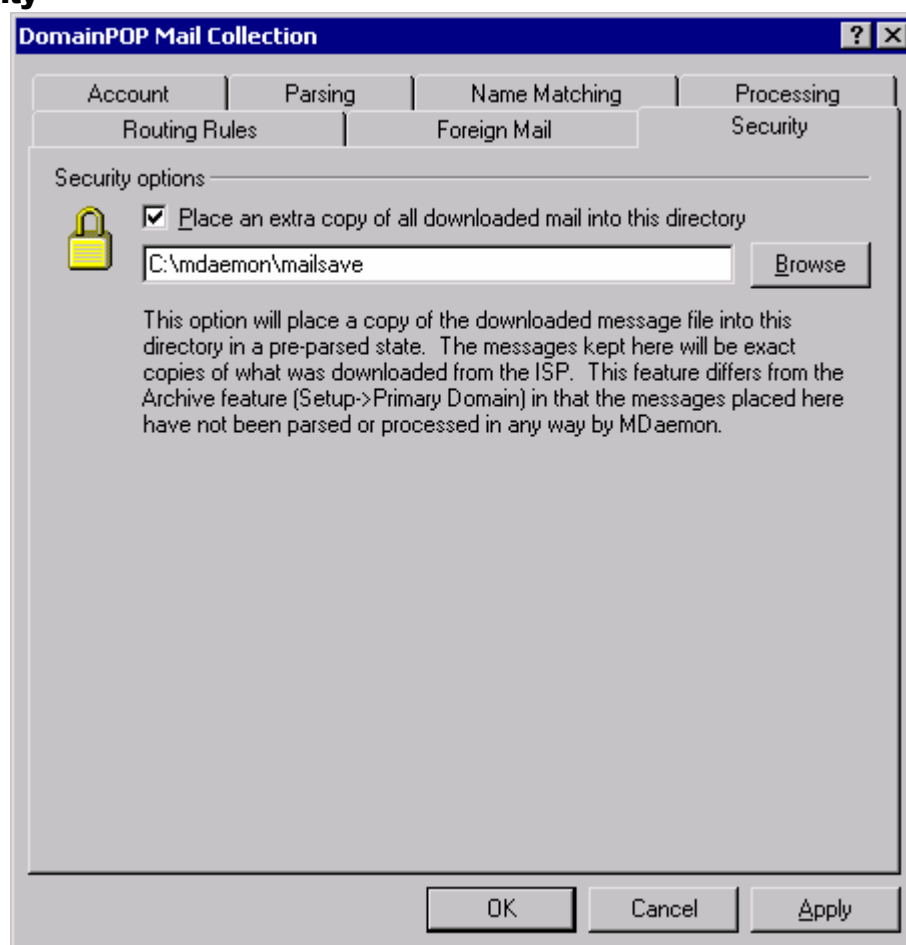 DomainPOP Mail Collection
Account Parsing Name Matching Processing
Routing Rules Foreign Mail Security
Security options
Place an extra copy of all downloaded mail into this directory
C:\mdaemon\mailsave Browse
This option will place a copy of the downloaded message file into this
directory in a pre-parsed state. The messages kept here will be exact
copies of what was downloaded from the ISP. This feature differs from the
Archive feature (Setup->Primary Domain) in that the messages placed here
have not been parsed or processed in any way by MDaemon.
OK Cancel Apply